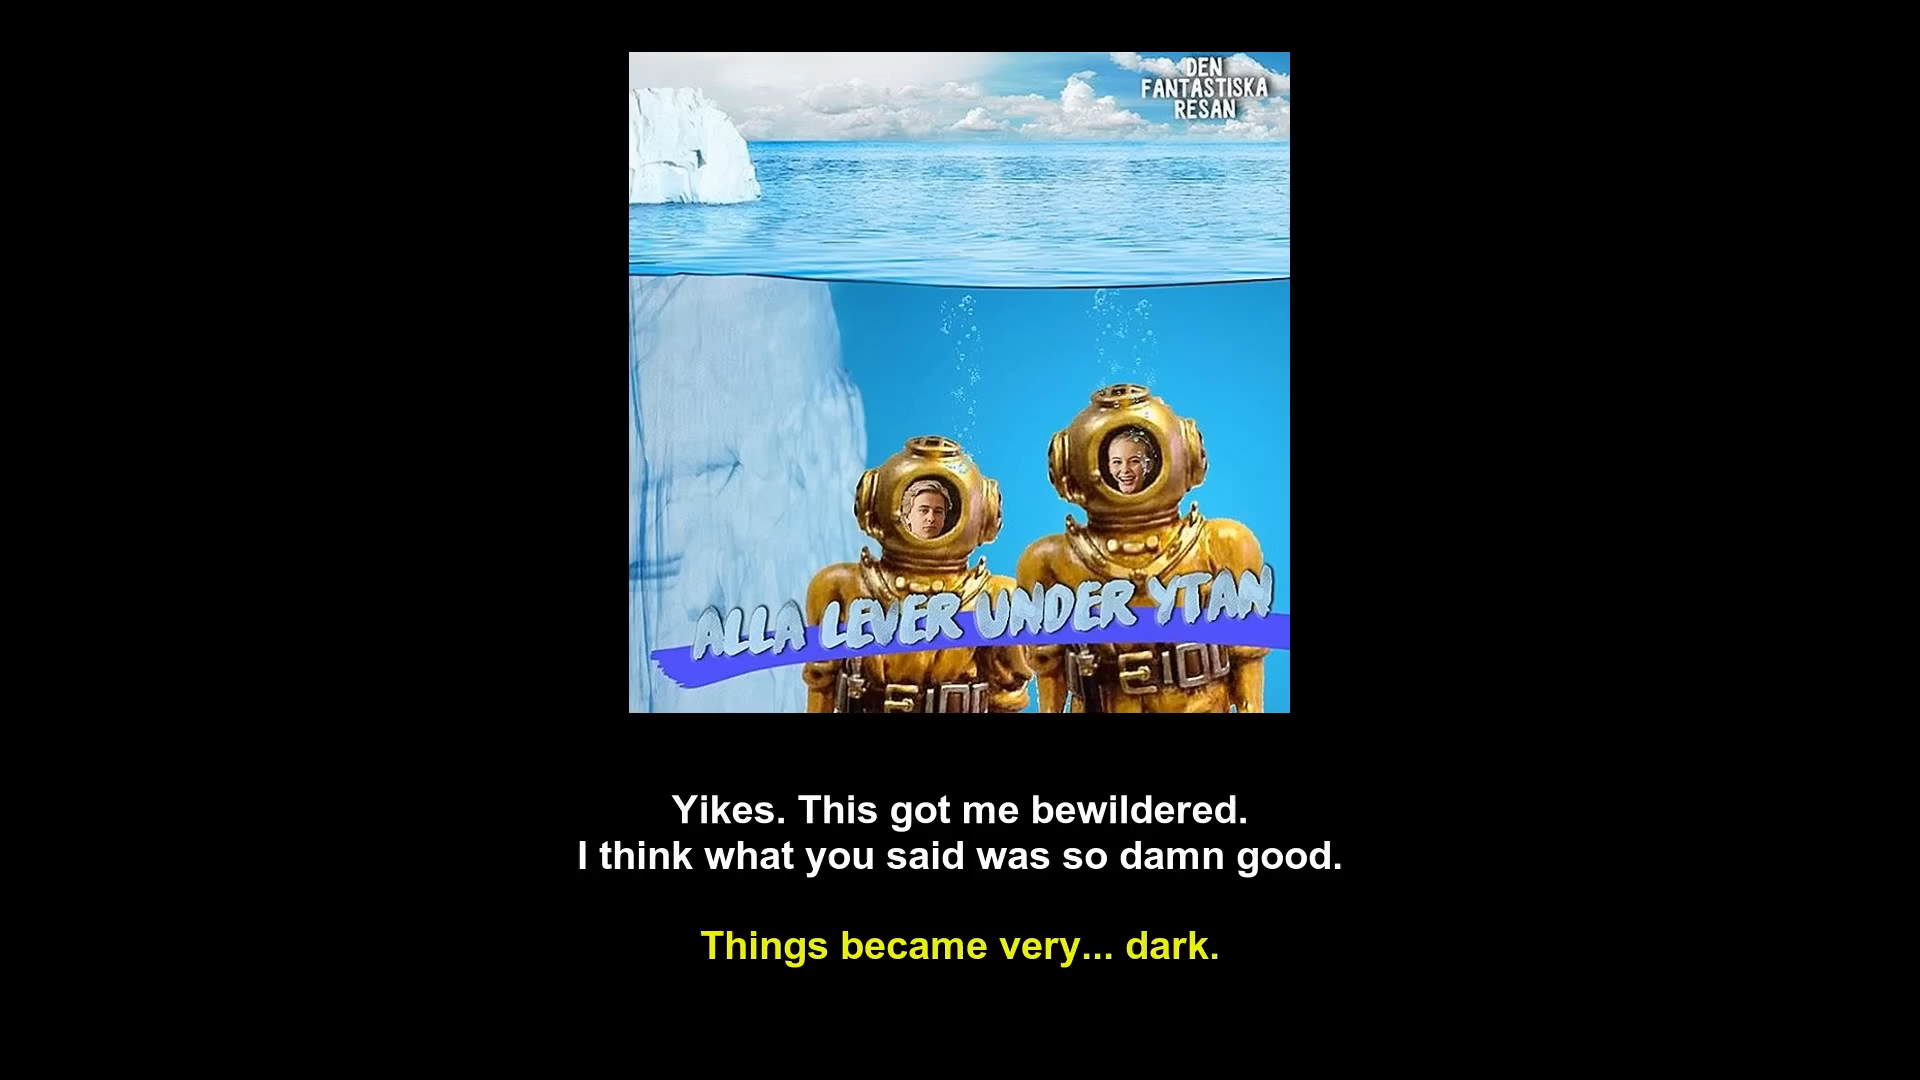 DEN
FANTASTISKA
RESAN
ALLA LEVER UNDER YTAN
Yikes. This got me bewildered.
I think what you said was so damn good.
Things became very... dark.